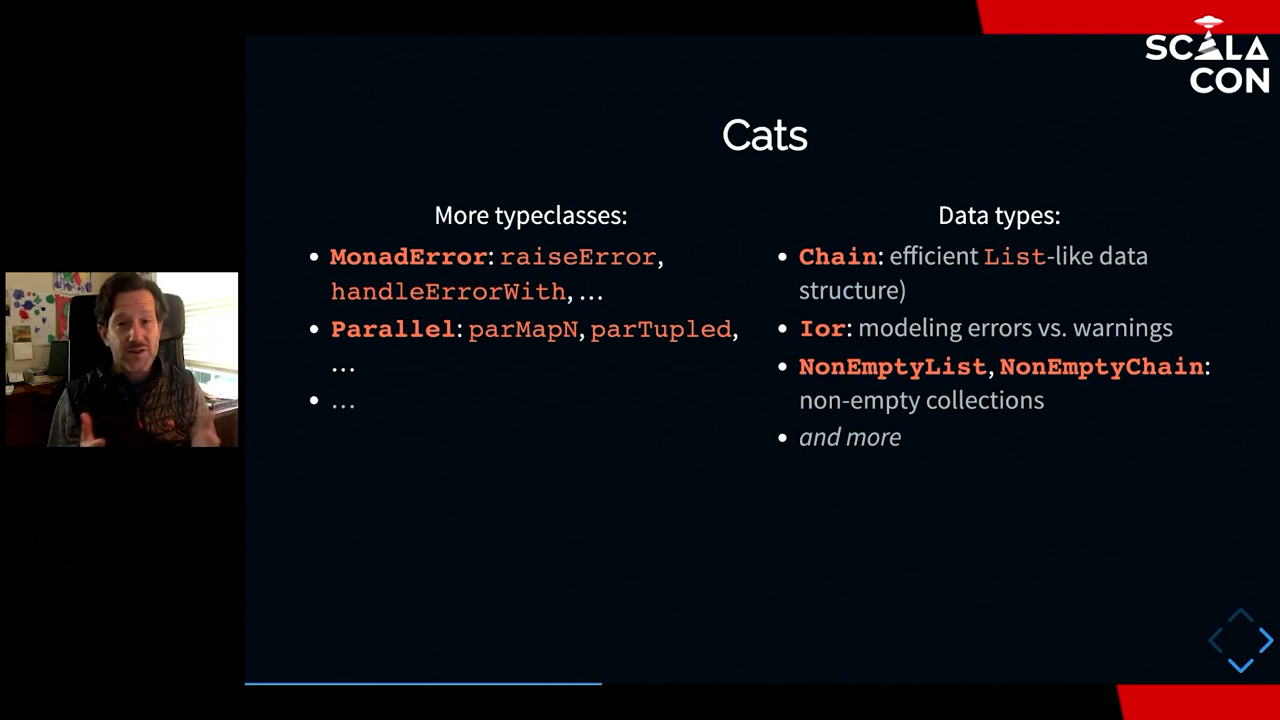 SCALA
CON
Cats
More typeclasses:
• MonadError: raiseError,
handleErrorWith, …
• Parallel: parMapN, parTupled,
…
• …
Data types:
• Chain: efficient List-like data
structure)
• Ior: modeling errors vs. warnings
• NonEmptyList, NonEmptyChain:
non-empty collections
• and more